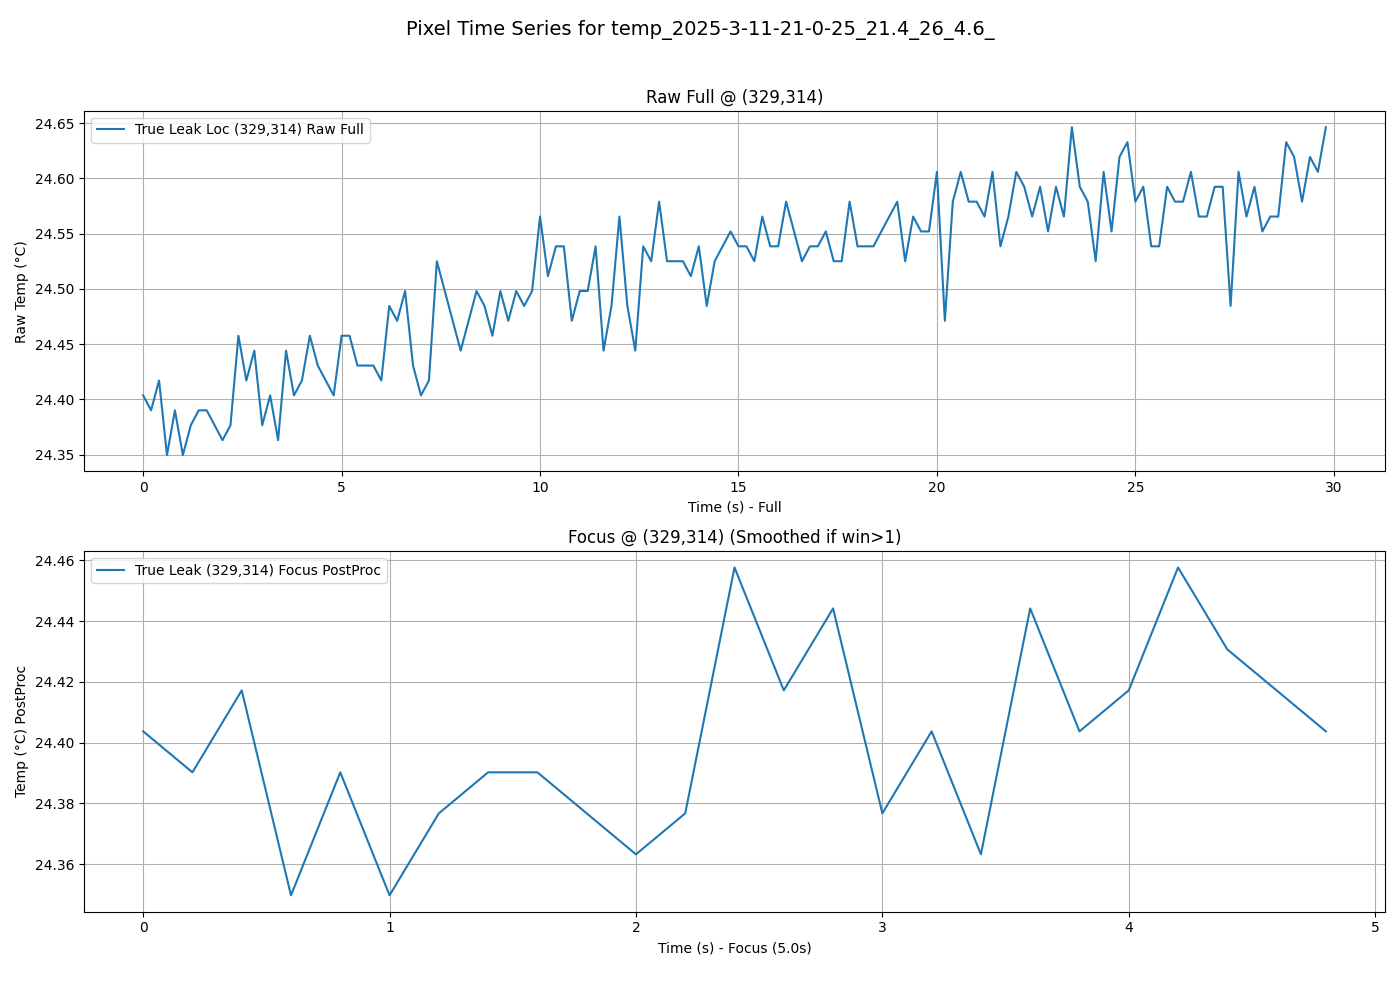 Pixel Time Series for temp_2025-3-11-21-0-25_21.4_26_4.6_
Raw Full @ (329,314)
True Leak Loc (329,314) Raw Full
Raw Temp (°C)
24.65
24.60
24.55
24.50
24.45
24.40
24.35
0 5 10 15 20 25 30
Time (s) - Full
Focus @ (329,314) (Smoothed if win>1)
True Leak (329,314) Focus PostProc
Temp (°C) PostProc
24.46
24.44
24.42
24.40
24.38
24.36
0 1 2 3 4 5
Time (s) - Focus (5.0s)